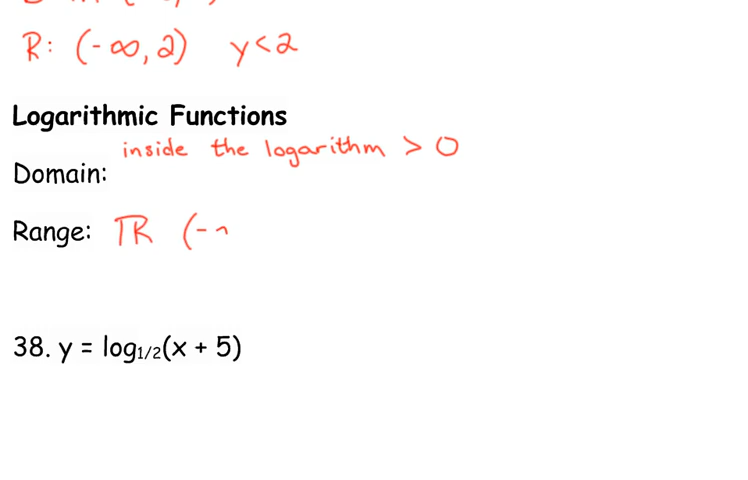 R: (-∞, 2) y<2
Logarithmic Functions
inside the logarithm > 0
Domain:
Range: ℝ (-
38. y = log1/2(x + 5)